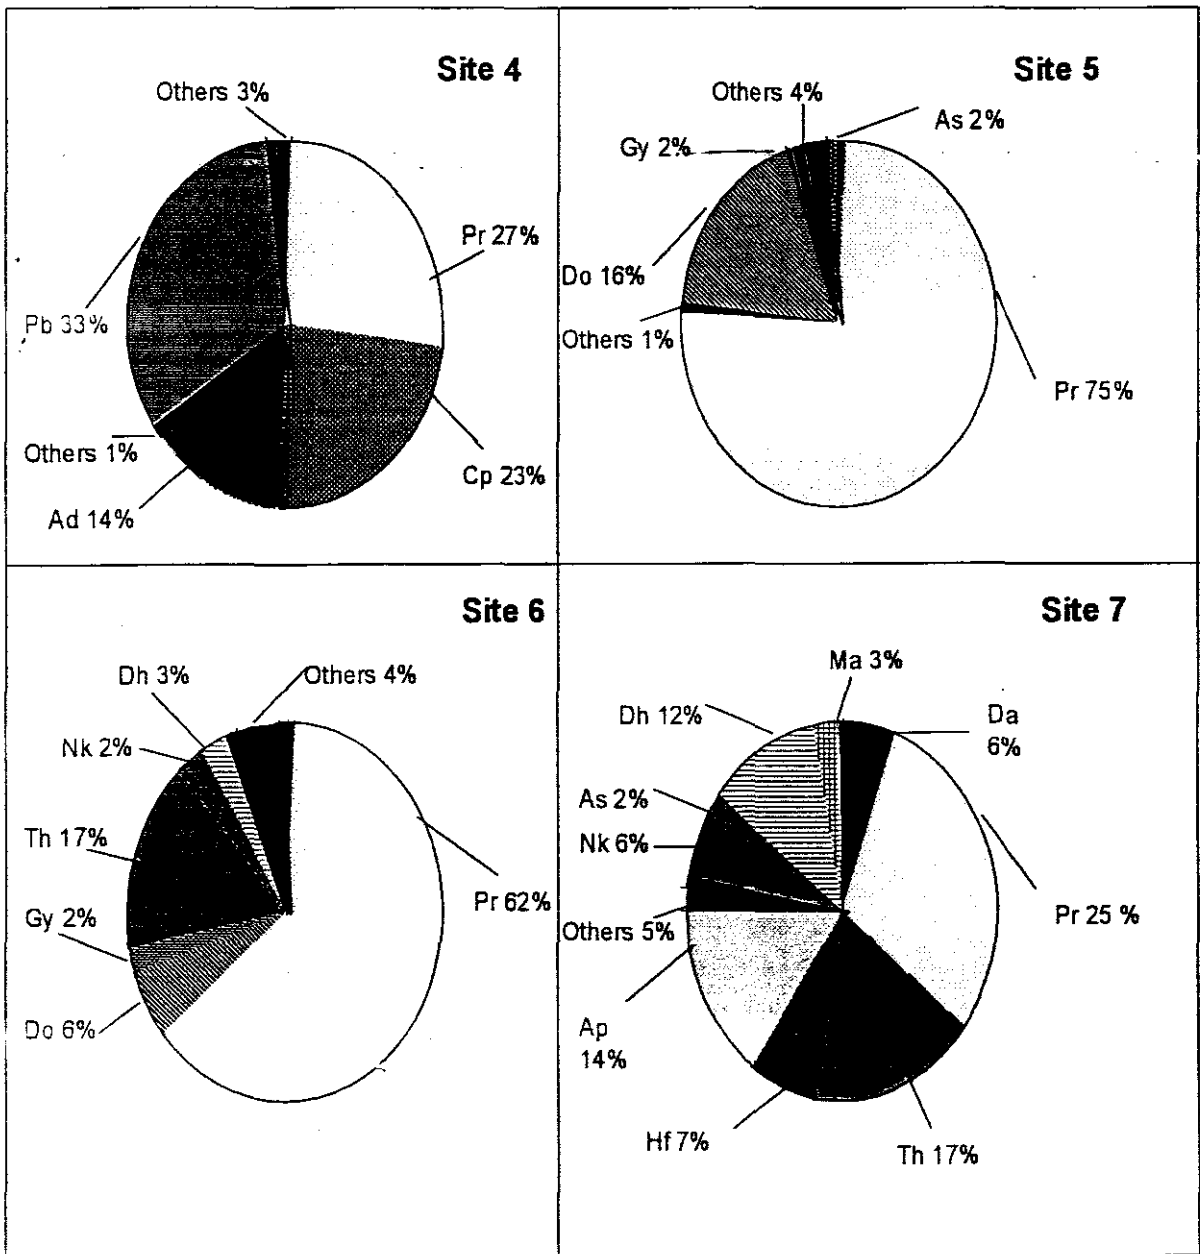 Site 4
Others 3%
Pr 27%
Pb 33%
Others 1%
Cp 23%
Ad 14%
Site 5
Others 4%
As 2%
Gy 2%
Do 16%
Others 1%
Pr 75%
Site 6
Dh 3%
Others 4%
Nk 2%
Th 17%
Pr 62%
Gy 2%
Do 6%
Site 7
Ma 3%
Dh 12%
Da
6%
As 2%
Nk 6%
Pr 25 %
Others 5%
Ap
14%
Hf 7%
Th 17%